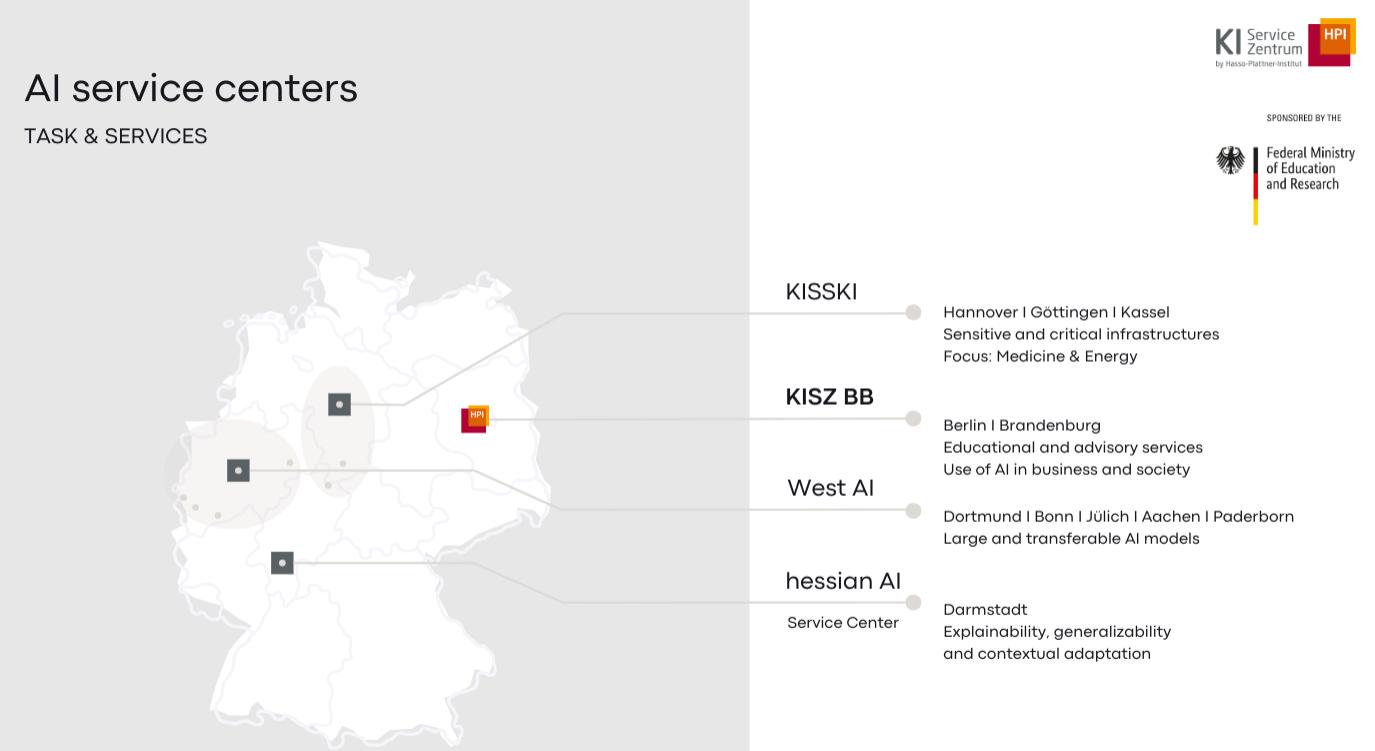 AI service centers
TASK & SERVICES
KI Service Zentrum
by Hasso-Plattner-Institut
HPI
SPONSORED BY THE
Federal Ministry
of Education
and Research
KISSKI
Hannover I Göttingen I Kassel
Sensitive and critical infrastructures
Focus: Medicine & Energy
HPI
KISZ BB
Berlin I Brandenburg
Educational and advisory services
Use of AI in business and society
West AI
Dortmund I Bonn I Jülich I Aachen I Paderborn
Large and transferable AI models
hessian AI
Service Center
Darmstadt
Explainability, generalizability
and contextual adaptation